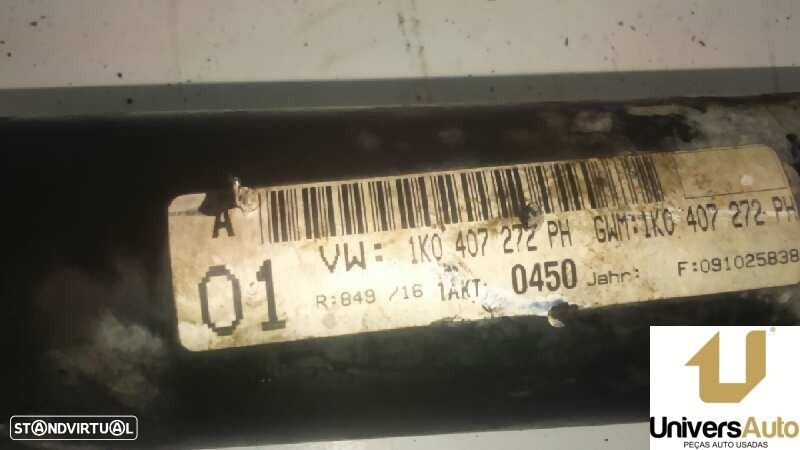 A
01
VW: 1K0 407 272 PH GWM:1K0 407 272 PH
R:849 /16 1AKT: 0450 Jahr: F:091025838
STANDVIRTUAL
UniversAuto
PEÇAS AUTO USADAS